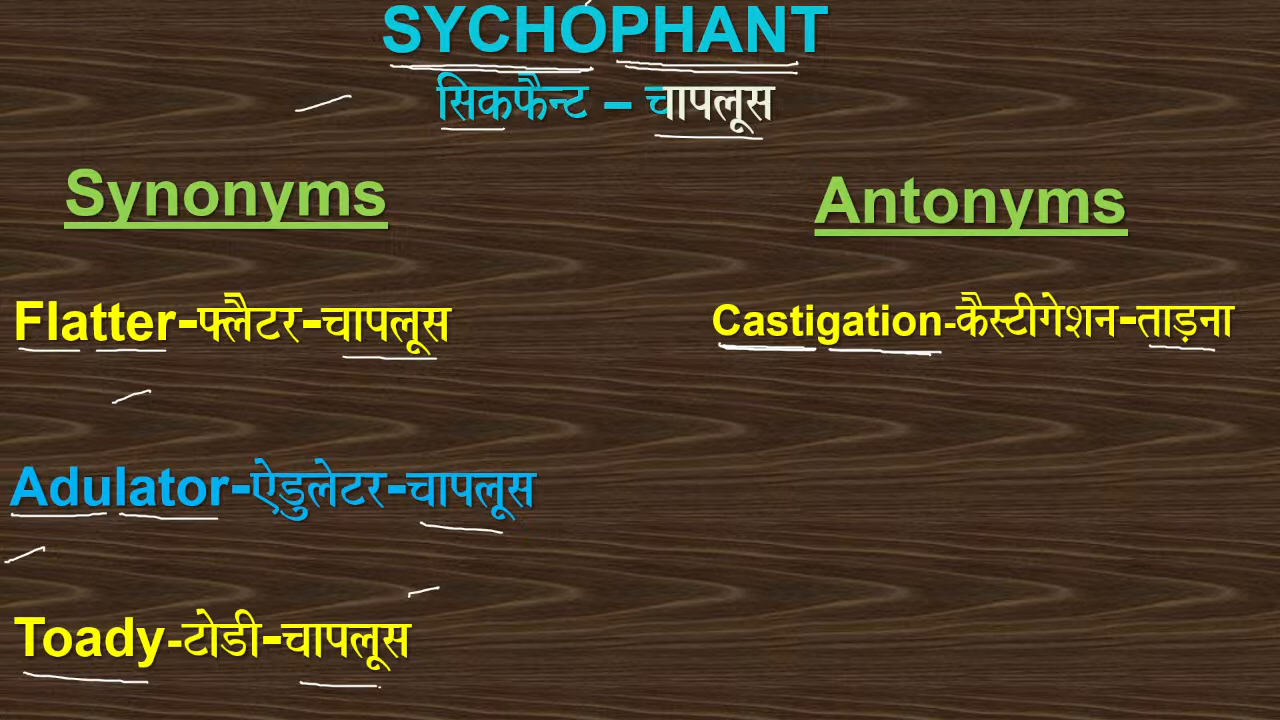 SYCHOPHANT
सिकफैन्ट – चापलूस
Synonyms
Antonyms
Flatter-फ्लैटर-चापलूस
Castigation-कैस्टीगेशन-ताड़ना
Adulator-ऐडुलेटर-चापलूस
Toady-टोडी-चापलूस